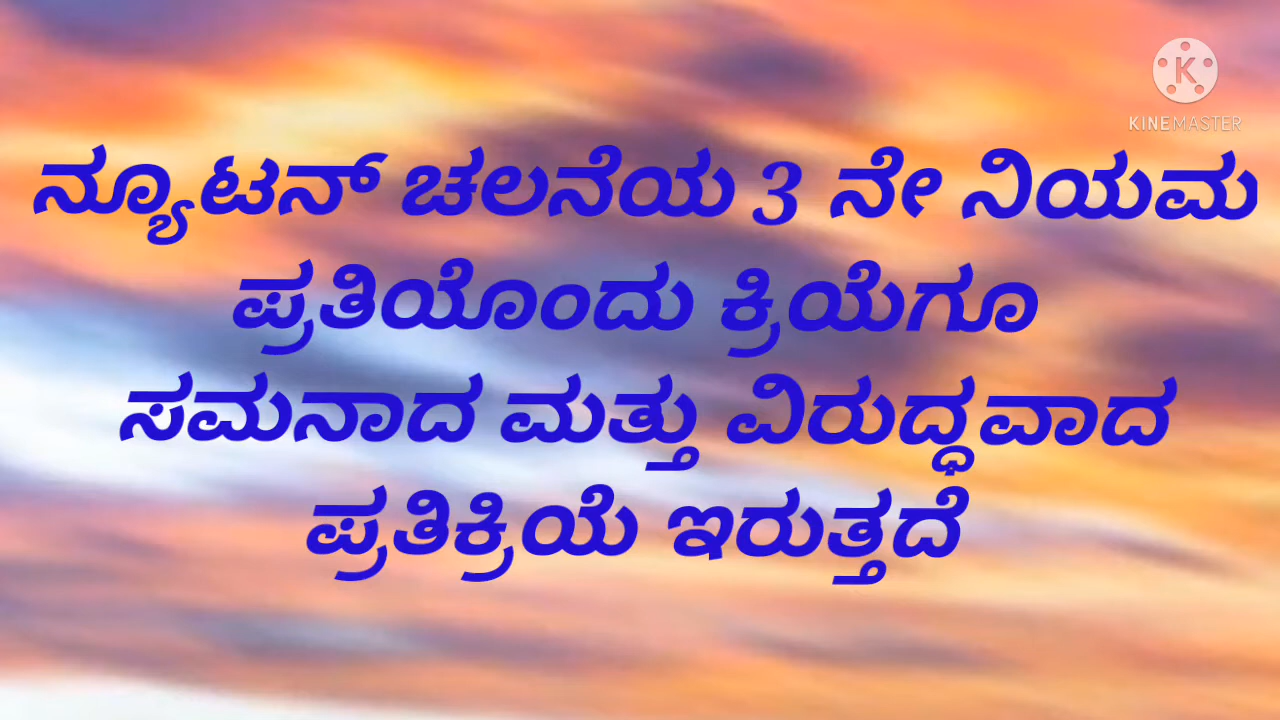 KINEMASTER
ನ್ಯೂಟನ್ ಚಲನೆಯ 3 ನೇ ನಿಯಮ
ಪ್ರತಿಯೊಂದು ಕ್ರಿಯೆಗೂ
ಸಮನಾದ ಮತ್ತು ವಿರುದ್ಧವಾದ
ಪ್ರತಿಕ್ರಿಯೆ ಇರುತ್ತದೆ